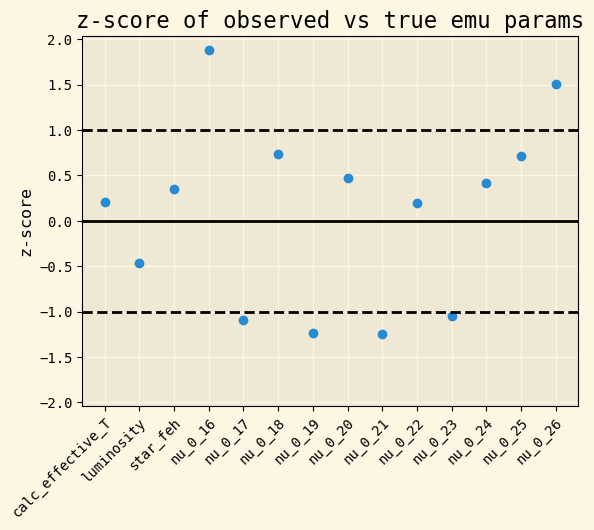 z-score of observed vs true emu params
z-score
2.0
1.5
1.0
0.5
0.0
−0.5
−1.0
−1.5
−2.0
calc_effective_T
luminosity
star_feh
nu_0_16
nu_0_17
nu_0_18
nu_0_19
nu_0_20
nu_0_21
nu_0_22
nu_0_23
nu_0_24
nu_0_25
nu_0_26